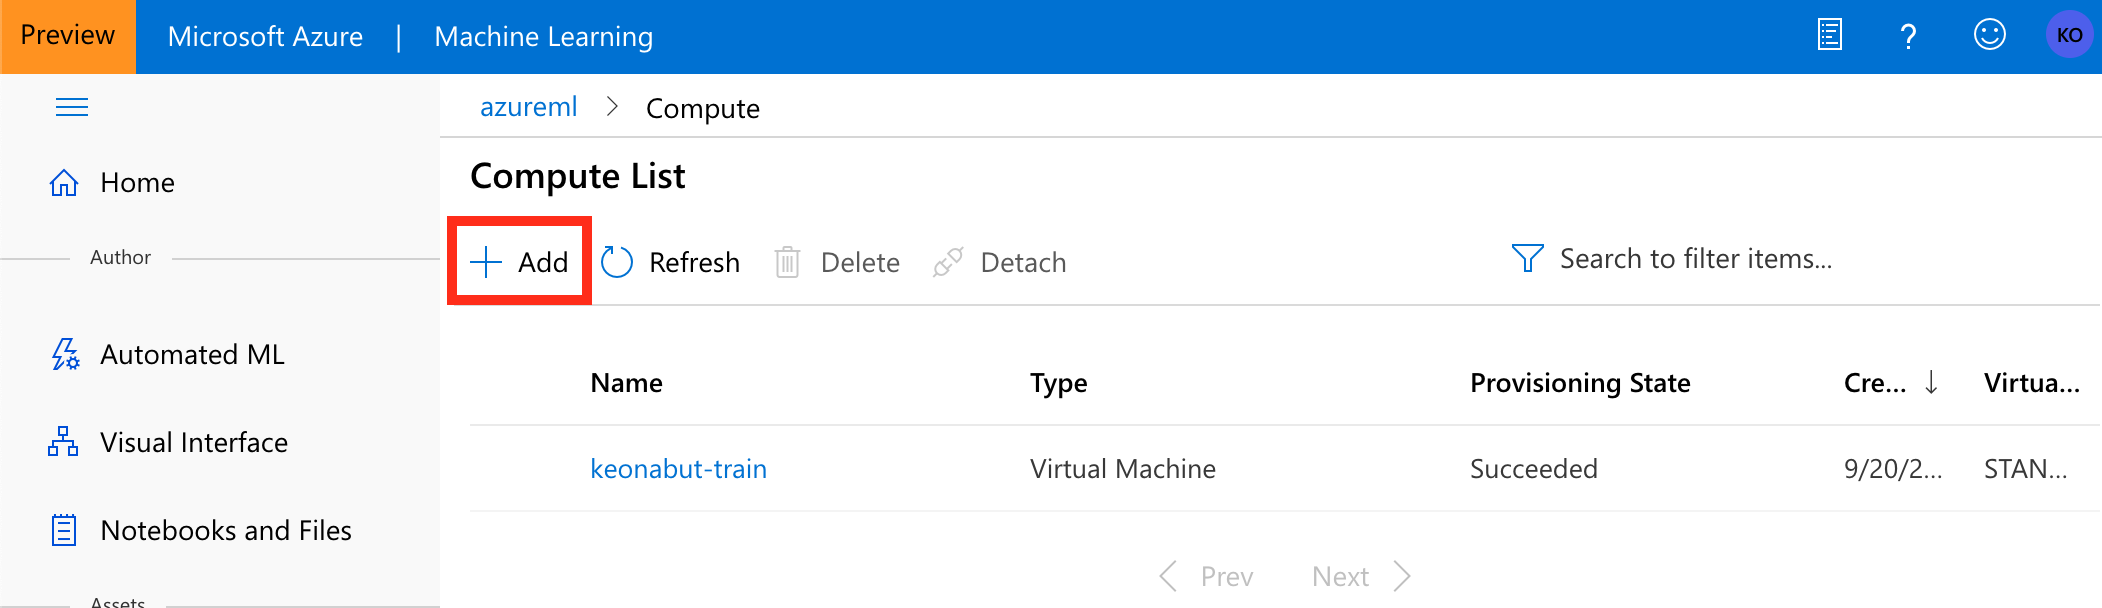 Preview Microsoft Azure | Machine Learning ? KO
azureml > Compute
Compute List
Home
Author
Add Refresh Delete Detach Search to filter items...
Automated ML
Visual Interface
Notebooks and Files
Assets
Name Type Provisioning State Cre... ↓ Virtua...
keonabut-train Virtual Machine Succeeded 9/20/2... STAN...
< Prev Next >